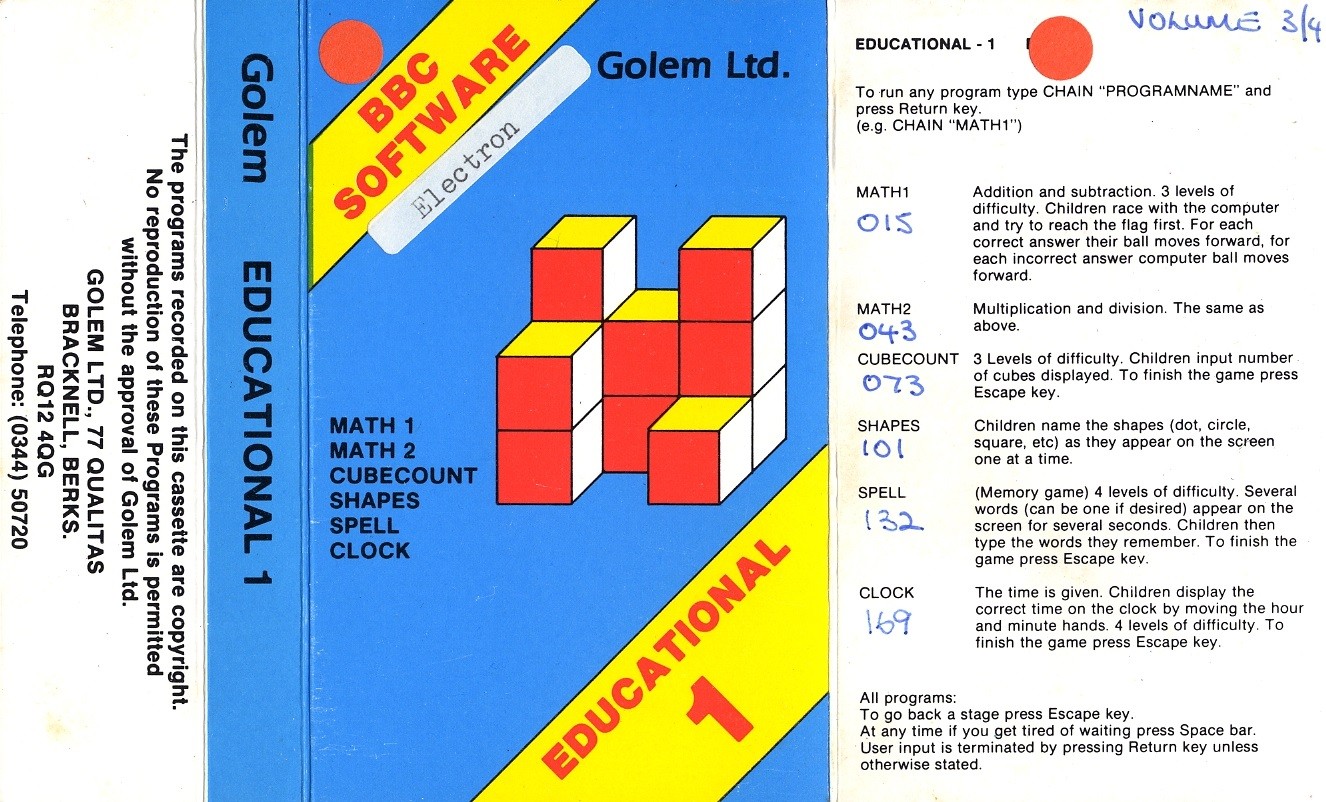 The programs recorded on this cassette are copyright.
No reproduction of these Programs is permitted
without the approval of Golem Ltd.
GOLEM LTD., 77 QUALITAS
BRACKNELL, BERKS.
RQ12 4QG
Telephone: (0344) 50720
Golem EDUCATIONAL 1
BBC
SOFTWARE
Electron
Golem Ltd.
MATH 1
MATH 2
CUBECOUNT
SHAPES
SPELL
CLOCK
EDUCATIONAL
1
VOLUME 3/4
EDUCATIONAL - 1
To run any program type CHAIN "PROGRAMNAME" and
press Return key.
(e.g. CHAIN "MATH1")
MATH1 Addition and subtraction. 3 levels of
015 difficulty. Children race with the computer
and try to reach the flag first. For each
correct answer their ball moves forward, for
each incorrect answer computer ball moves
forward.
MATH2 Multiplication and division. The same as
043 above.
CUBECOUNT 3 Levels of difficulty. Children input number
073 of cubes displayed. To finish the game press
Escape key.
SHAPES Children name the shapes (dot, circle,
101 square, etc) as they appear on the screen
one at a time.
SPELL (Memory game) 4 levels of difficulty. Several
132 words (can be one if desired) appear on the
screen for several seconds. Children then
type the words they remember. To finish the
game press Escape key.
CLOCK The time is given. Children display the
169 correct time on the clock by moving the hour
and minute hands. 4 levels of difficulty. To
finish the game press Escape key.
All programs:
To go back a stage press Escape key.
At any time if you get tired of waiting press Space bar.
User input is terminated by pressing Return key unless
otherwise stated.